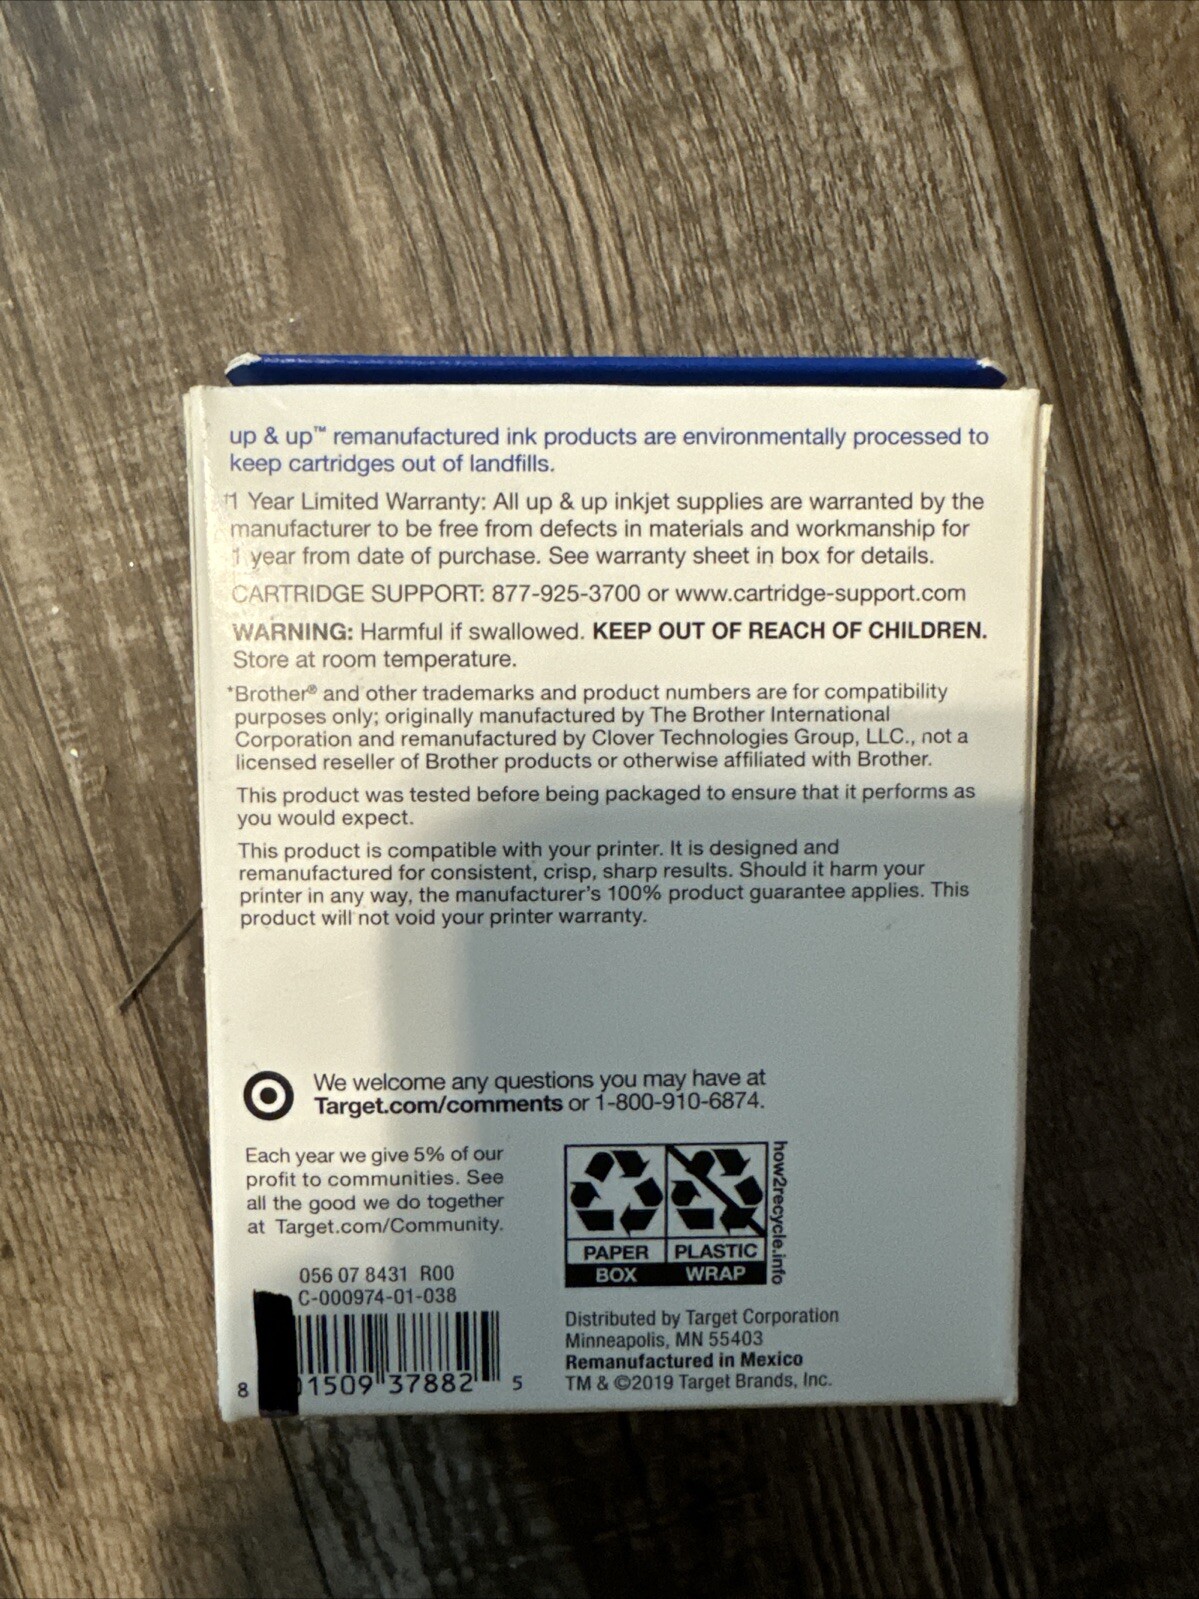 up & up™ remanufactured ink products are environmentally processed to
keep cartridges out of landfills.
†1 Year Limited Warranty: All up & up inkjet supplies are warranted by the
manufacturer to be free from defects in materials and workmanship for
1 year from date of purchase. See warranty sheet in box for details.
CARTRIDGE SUPPORT: 877-925-3700 or www.cartridge-support.com
WARNING: Harmful if swallowed. KEEP OUT OF REACH OF CHILDREN.
Store at room temperature.
*Brother® and other trademarks and product numbers are for compatibility
purposes only; originally manufactured by The Brother International
Corporation and remanufactured by Clover Technologies Group, LLC., not a
licensed reseller of Brother products or otherwise affiliated with Brother.
This product was tested before being packaged to ensure that it performs as
you would expect.
This product is compatible with your printer. It is designed and
remanufactured for consistent, crisp, sharp results. Should it harm your
printer in any way, the manufacturer's 100% product guarantee applies. This
product will not void your printer warranty.
We welcome any questions you may have at
Target.com/comments or 1-800-910-6874.
Each year we give 5% of our
profit to communities. See
all the good we do together
at Target.com/Community.
PAPER PLASTIC
BOX WRAP
how2recycle.info
056 07 8431 R00
C-000974-01-038
8 1509 37882 5
Distributed by Target Corporation
Minneapolis, MN 55403
Remanufactured in Mexico
TM & ©2019 Target Brands, Inc.